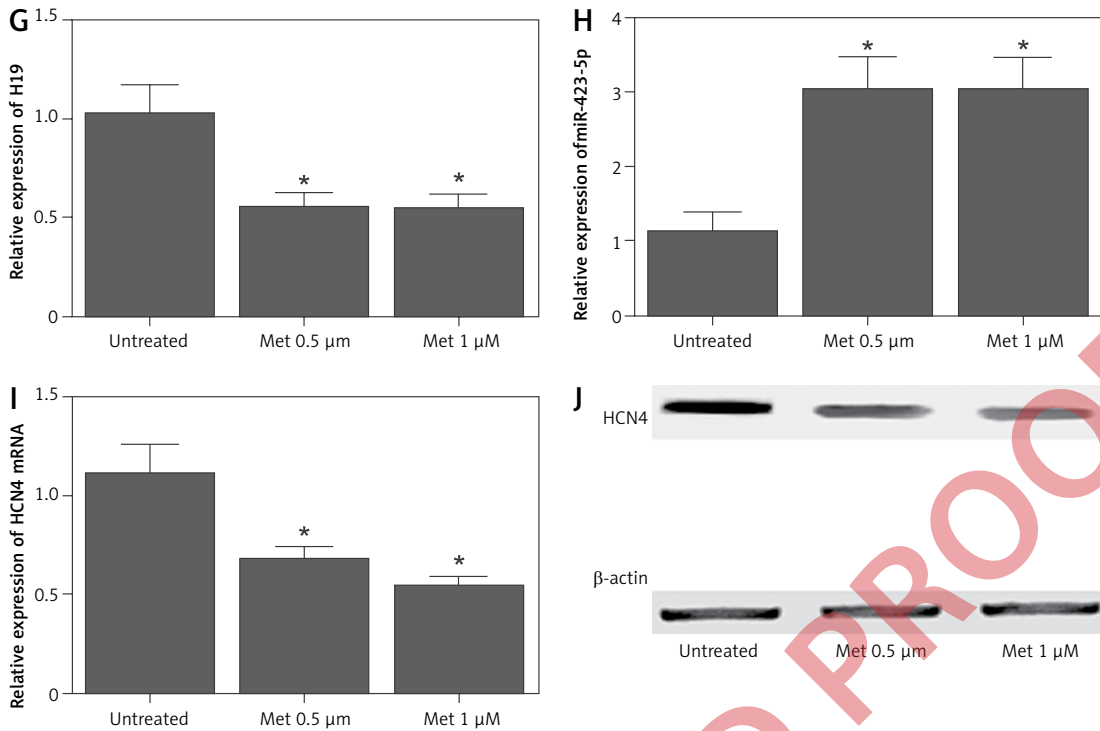 G
Relative expression of H19
1.5
1.0
0.5
0
Untreated Met 0.5 µm Met 1 µM
H
Relative expression of miR-423-5p
4
3
2
1
0
Untreated Met 0.5 µm Met 1 µM
I
Relative expression of HCN4 mRNA
1.5
1.0
0.5
0
Untreated Met 0.5 µm Met 1 µM
* * * * * *
J
HCN4
β-actin
Untreated Met 0.5 µm Met 1 µM
PROO